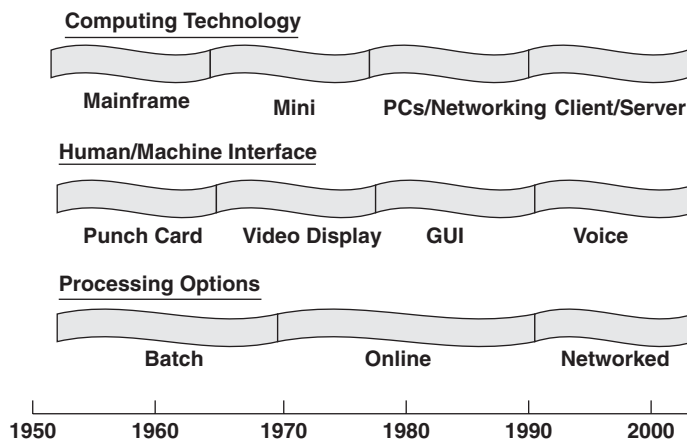 Computing Technology
Mainframe
Mini
PCs/Networking
Client/Server
Human/Machine Interface
Punch Card
Video Display
GUI
Voice
Processing Options
Batch
Online
Networked
1950 1960 1970 1980 1990 2000